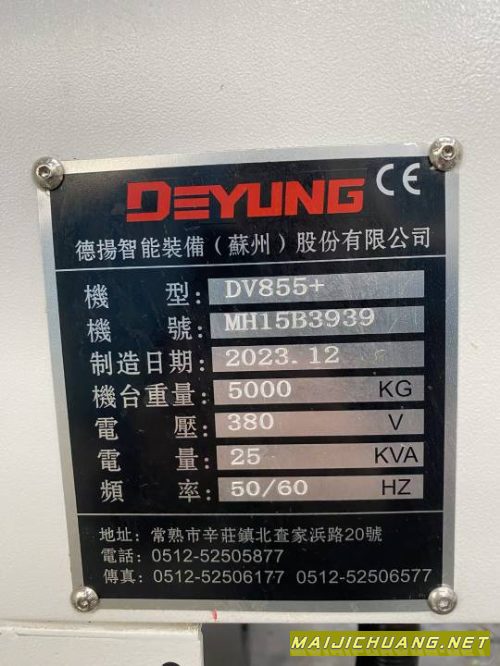 DEYUNG CE
德揚智能裝備（蘇州）股份有限公司
機 型: DV855+
機 號: MH15B3939
制造日期: 2023.12
機台重量: 5000 KG
電 壓: 380 V
電 量: 25 KVA
頻 率: 50/60 HZ
地址: 常熟市辛莊鎮北查家浜路20號
電話: 0512-52505877
傳真: 0512-52506177 0512-52506577
MAIJICHUANG.NET